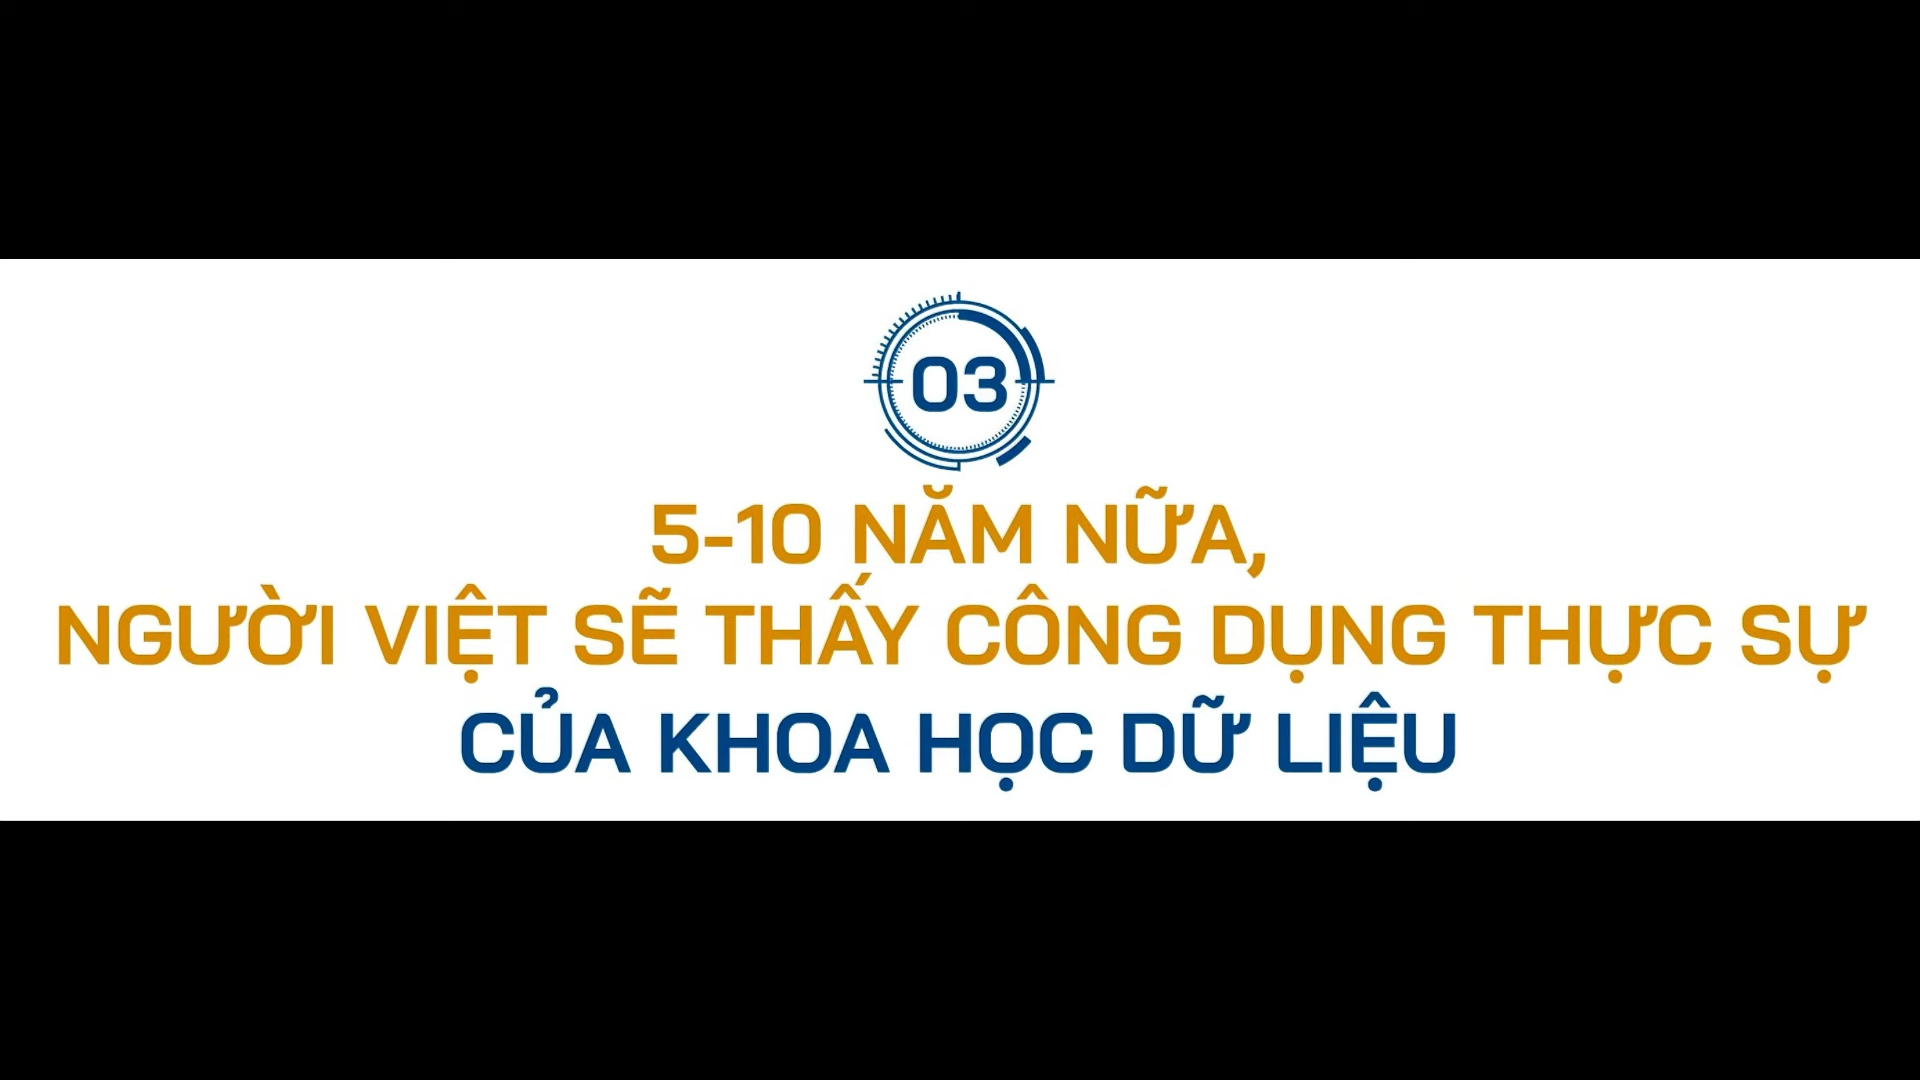 03
5-10 NĂM NỮA,
NGƯỜI VIỆT SẼ THẤY CÔNG DỤNG THỰC SỰ
CỦA KHOA HỌC DỮ LIỆU